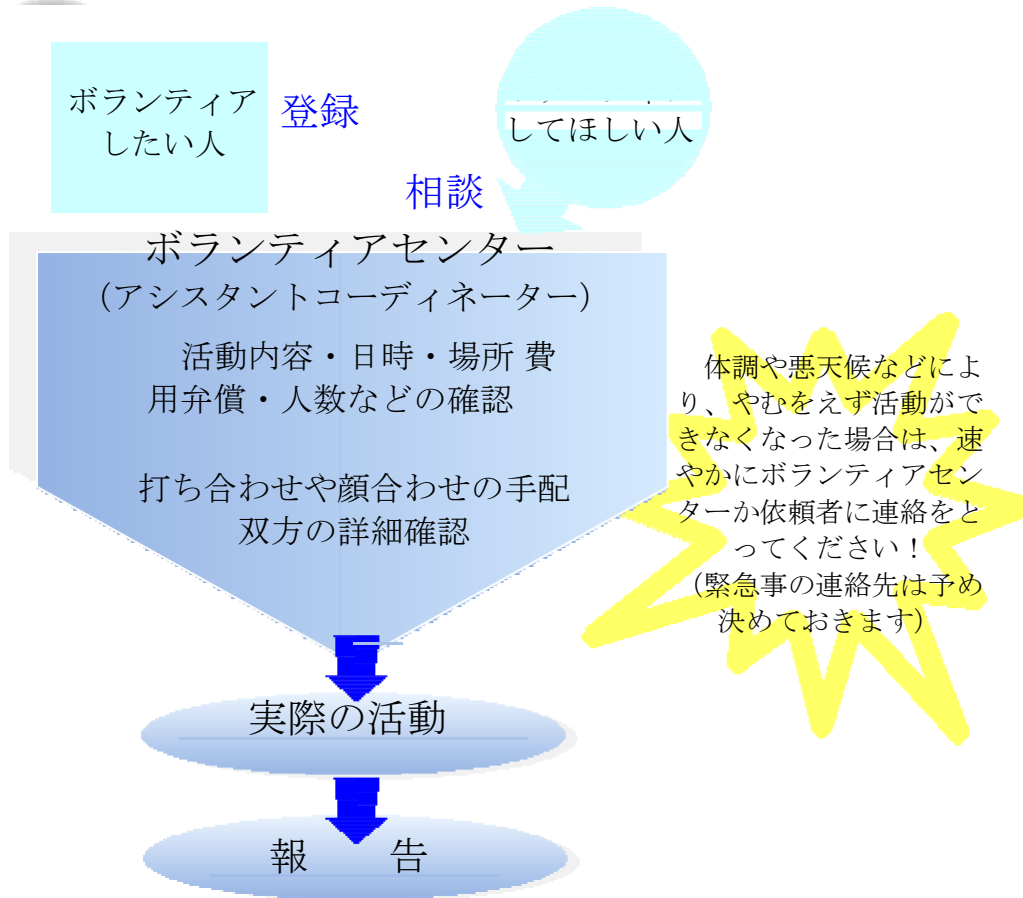 ボランティア
したい人
登録
してほしい人
相談
ボランティアセンター
（アシスタントコーディネーター）
活動内容・日時・場所 費
用弁償・人数などの確認
打ち合わせや顔合わせの手配
双方の詳細確認
体調や悪天候などによ
り、やむをえず活動がで
きなくなった場合は、速
やかにボランティアセン
ターか依頼者に連絡をと
ってください！
（緊急事の連絡先は予め
決めておきます）
実際の活動
報　　告